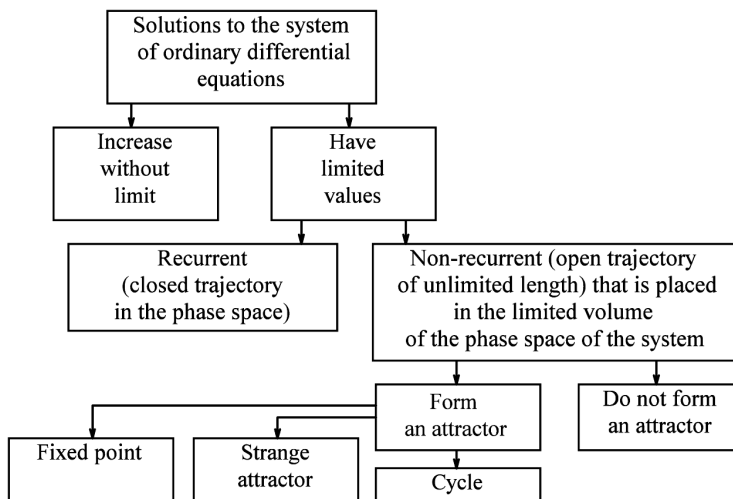 Solutions to the system
of ordinary differential
equations
Increase
without
limit
Have
limited
values
Recurrent
(closed trajectory
in the phase space)
Non-recurrent (open trajectory
of unlimited length) that is placed
in the limited volume
of the phase space of the system
Form
an attractor
Do not form
an attractor
Fixed point
Strange
attractor
Cycle